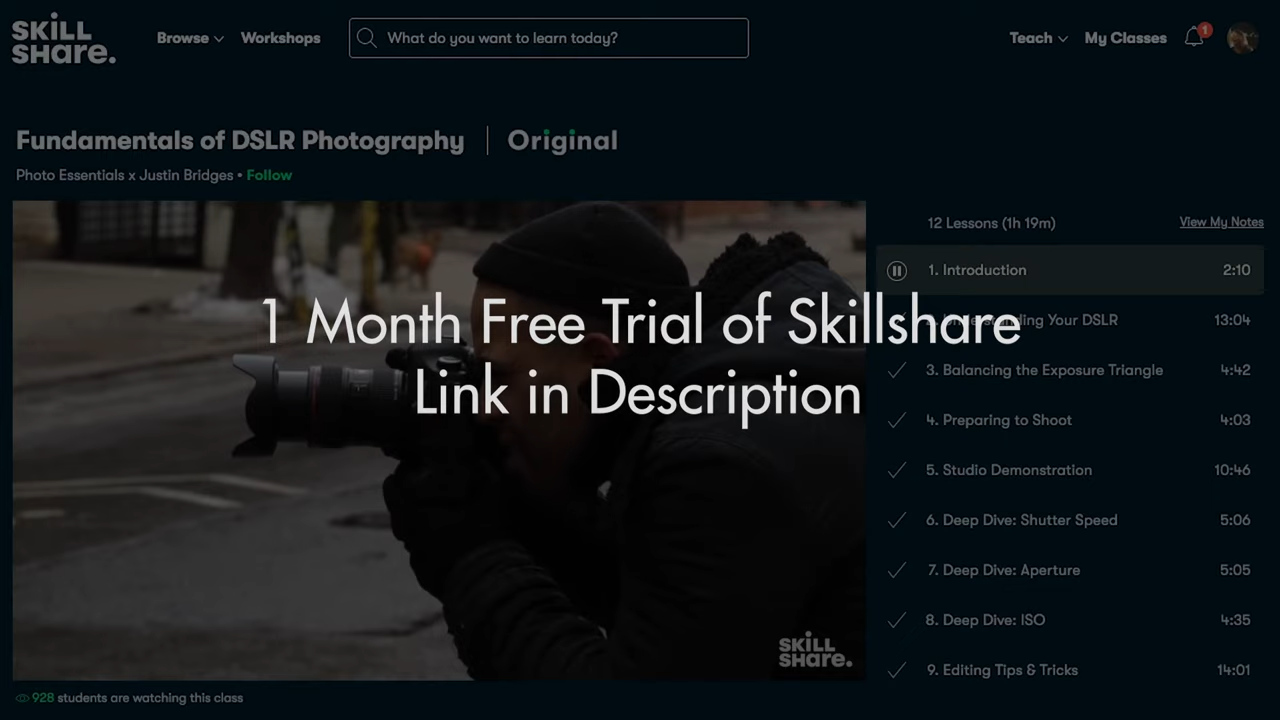 SKILL
SHare.
Browse
Workshops
What do you want to learn today?
Teach
My Classes
1
Fundamentals of DSLR Photography | Original
Photo Essentials x Justin Bridges • Follow
12 Lessons (1h 19m)
View My Notes
1. Introduction 2:10
2. Understanding Your DSLR 13:04
3. Balancing the Exposure Triangle 4:42
4. Preparing to Shoot 4:03
5. Studio Demonstration 10:46
6. Deep Dive: Shutter Speed 5:06
7. Deep Dive: Aperture 5:05
8. Deep Dive: ISO 4:35
9. Editing Tips & Tricks 14:01
1 Month Free Trial of Skillshare
Link in Description
SKILL
SHare.
928 students are watching this class